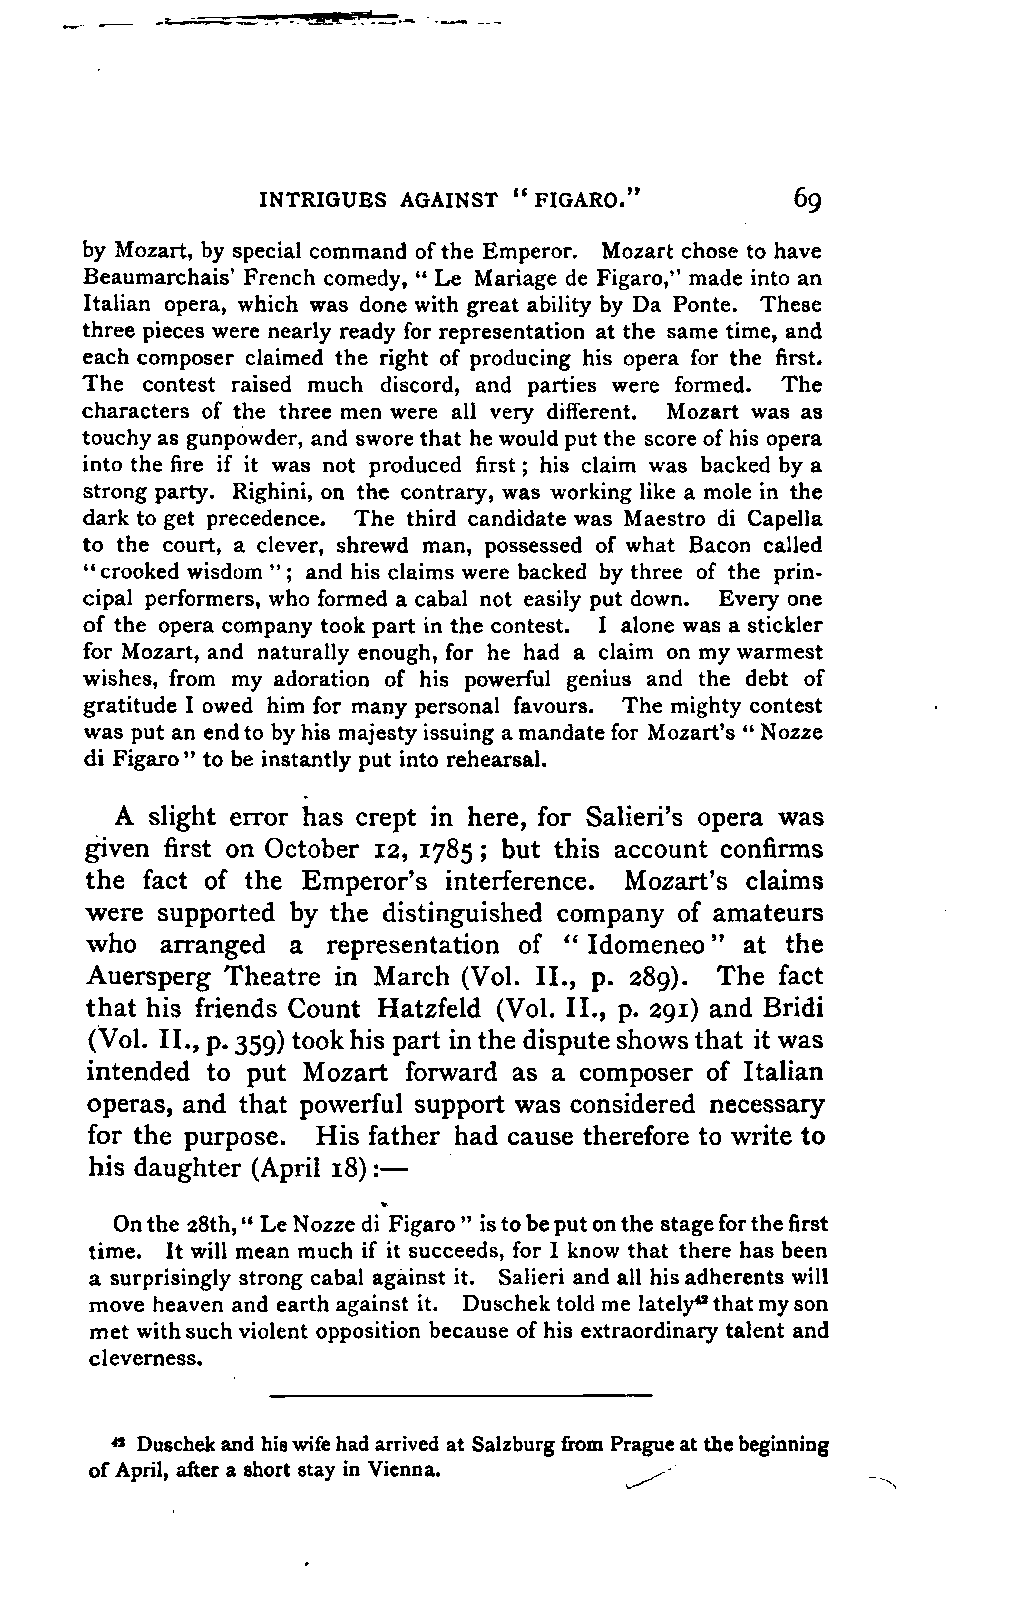 INTRIGUES AGAINST "FIGARO." 69
by Mozart, by special command of the Emperor. Mozart chose to have
Beaumarchais' French comedy, "Le Mariage de Figaro," made into an
Italian opera, which was done with great ability by Da Ponte. These
three pieces were nearly ready for representation at the same time, and
each composer claimed the right of producing his opera for the first.
The contest raised much discord, and parties were formed. The
characters of the three men were all very different. Mozart was as
touchy as gunpowder, and swore that he would put the score of his opera
into the fire if it was not produced first; his claim was backed by a
strong party. Righini, on the contrary, was working like a mole in the
dark to get precedence. The third candidate was Maestro di Capella
to the court, a clever, shrewd man, possessed of what Bacon called
"crooked wisdom"; and his claims were backed by three of the prin-
cipal performers, who formed a cabal not easily put down. Every one
of the opera company took part in the contest. I alone was a stickler
for Mozart, and naturally enough, for he had a claim on my warmest
wishes, from my adoration of his powerful genius and the debt of
gratitude I owed him for many personal favours. The mighty contest
was put an end to by his majesty issuing a mandate for Mozart's "Nozze
di Figaro" to be instantly put into rehearsal.
A slight error has crept in here, for Salieri's opera was
given first on October 12, 1785; but this account confirms
the fact of the Emperor's interference. Mozart's claims
were supported by the distinguished company of amateurs
who arranged a representation of "Idomeneo" at the
Auersperg Theatre in March (Vol. II., p. 289). The fact
that his friends Count Hatzfeld (Vol. II., p. 291) and Bridi
(Vol. II., p. 359) took his part in the dispute shows that it was
intended to put Mozart forward as a composer of Italian
operas, and that powerful support was considered necessary
for the purpose. His father had cause therefore to write to
his daughter (April 18):—
On the 28th, "Le Nozze di Figaro" is to be put on the stage for the first
time. It will mean much if it succeeds, for I know that there has been
a surprisingly strong cabal against it. Salieri and all his adherents will
move heaven and earth against it. Duschek told me lately⁴² that my son
met with such violent opposition because of his extraordinary talent and
cleverness.
⁴² Duschek and his wife had arrived at Salzburg from Prague at the beginning
of April, after a short stay in Vienna.